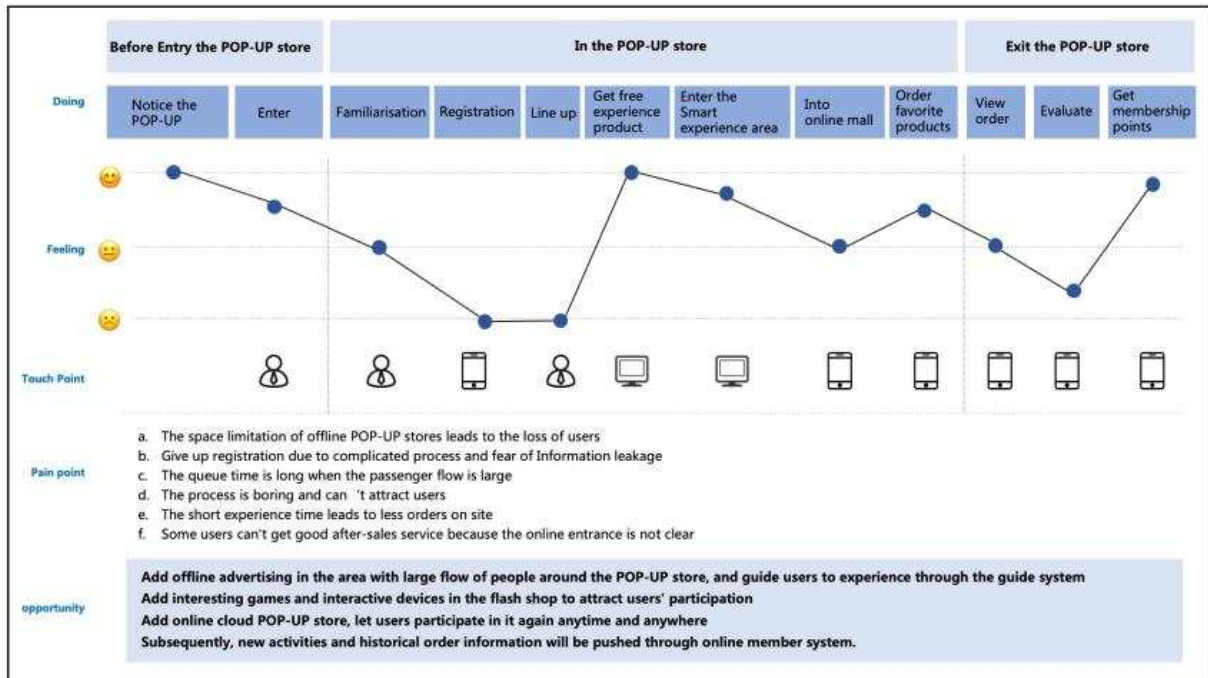 Before Entry the POP-UP store
In the POP-UP store
Exit the POP-UP store
Doing
Notice the
POP-UP
Enter
Familiarisation
Registration
Line up
Get free
experience
product
Enter the
Smart
experience area
Into
online mall
Order
favorite
products
View
order
Evaluate
Get
membership
points
Feeling
Touch Point
Pain point
a. The space limitation of offline POP-UP stores leads to the loss of users
b. Give up registration due to complicated process and fear of Information leakage
c. The queue time is long when the passenger flow is large
d. The process is boring and can 't attract users
e. The short experience time leads to less orders on site
f. Some users can't get good after-sales service because the online entrance is not clear
opportunity
Add offline advertising in the area with large flow of people around the POP-UP store, and guide users to experience through the guide system
Add interesting games and interactive devices in the flash shop to attract users' participation
Add online cloud POP-UP store, let users participate in it again anytime and anywhere
Subsequently, new activities and historical order information will be pushed through online member system.